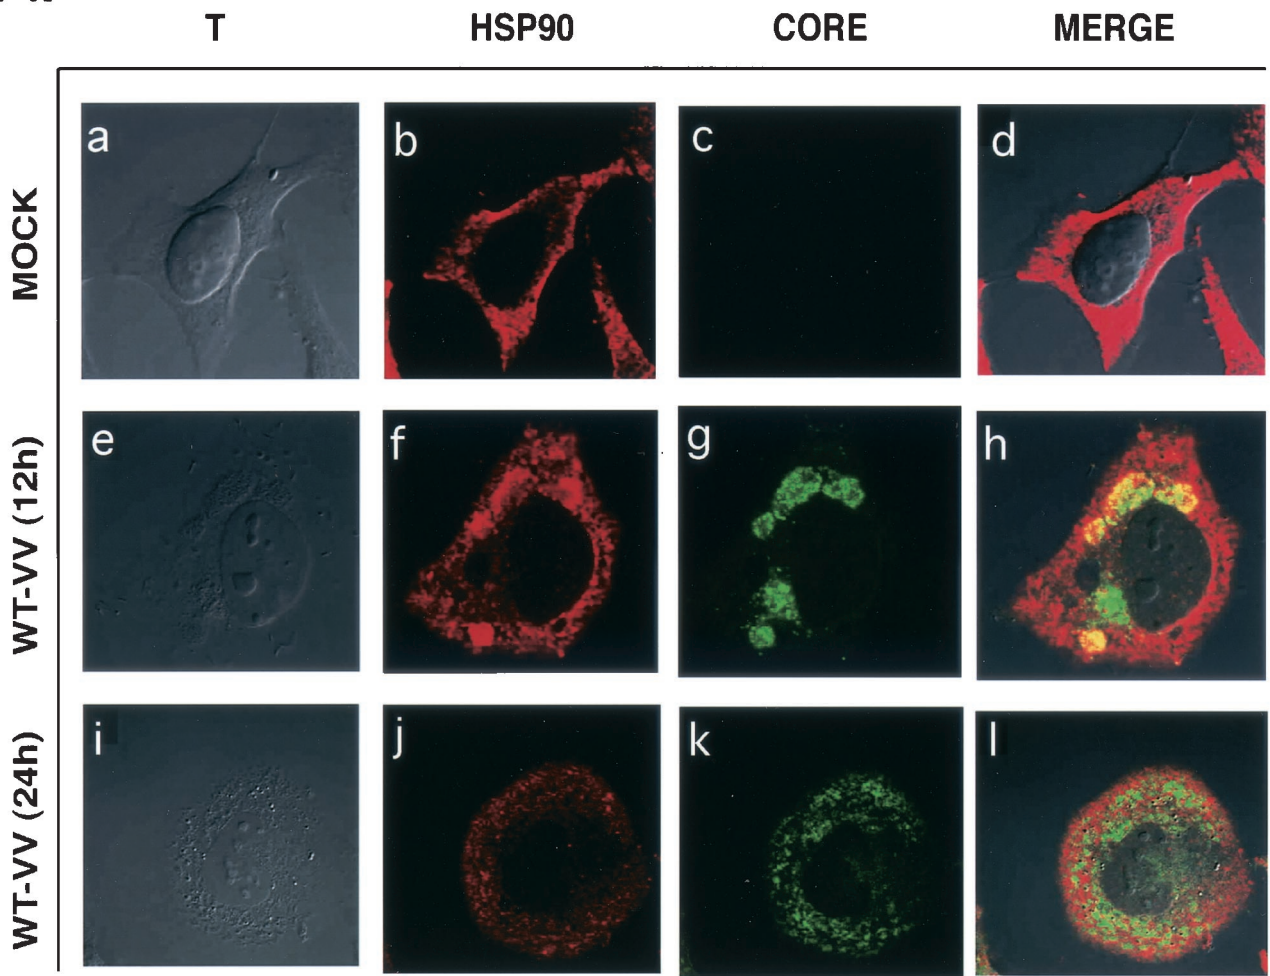 T HSP90 CORE MERGE
MOCK
a b c d
WT-VV (12h)
e f g h
WT-VV (24h)
i j k l